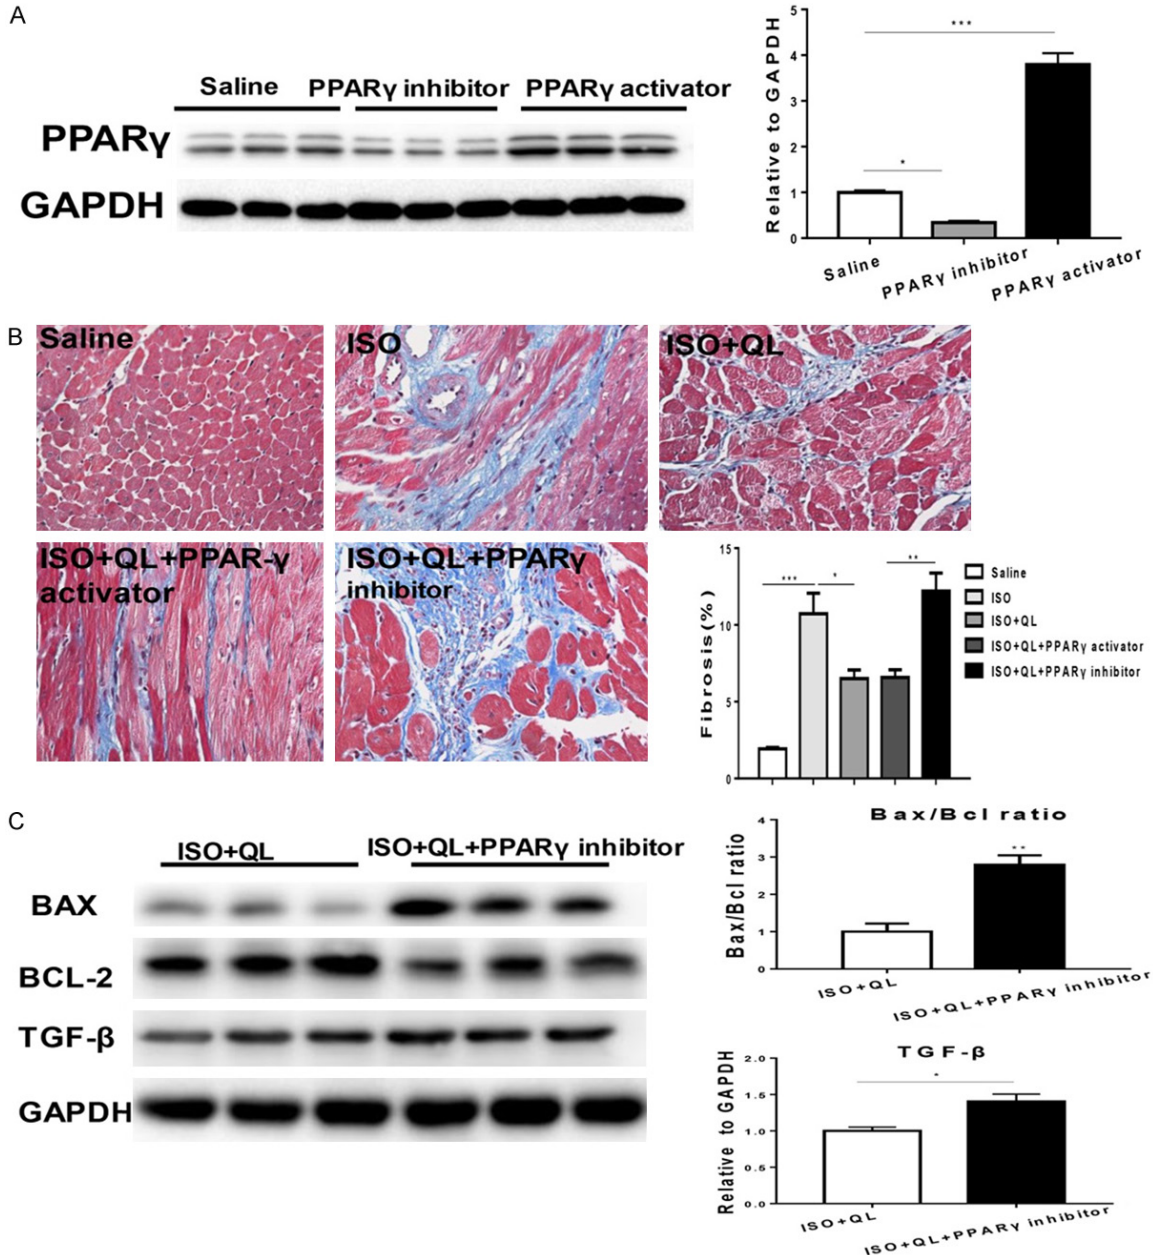 A
Saline PPARγ inhibitor PPARγ activator
PPARγ
GAPDH
Relative to GAPDH
5
4
3
2
1
0
***
*
Saline
PPARγ inhibitor
PPARγ activator
B
Saline
ISO
ISO+QL
ISO+QL+PPAR-γ
activator
ISO+QL+PPARγ
inhibitor
Fibrosis(%)
15
10
5
0
***
*
**
Saline
ISO
ISO+QL
ISO+QL+PPARγ activator
ISO+QL+PPARγ inhibitor
C
ISO+QL ISO+QL+PPARγ inhibitor
BAX
BCL-2
TGF-β
GAPDH
Bax/Bcl ratio
Bax/Bcl ratio
4
3
2
1
0
**
ISO+QL
ISO+QL+PPARγ inhibitor
TGF-β
Relative to GAPDH
2.0
1.5
1.0
0.5
0.0
*
ISO+QL
ISO+QL+PPARγ inhibitor